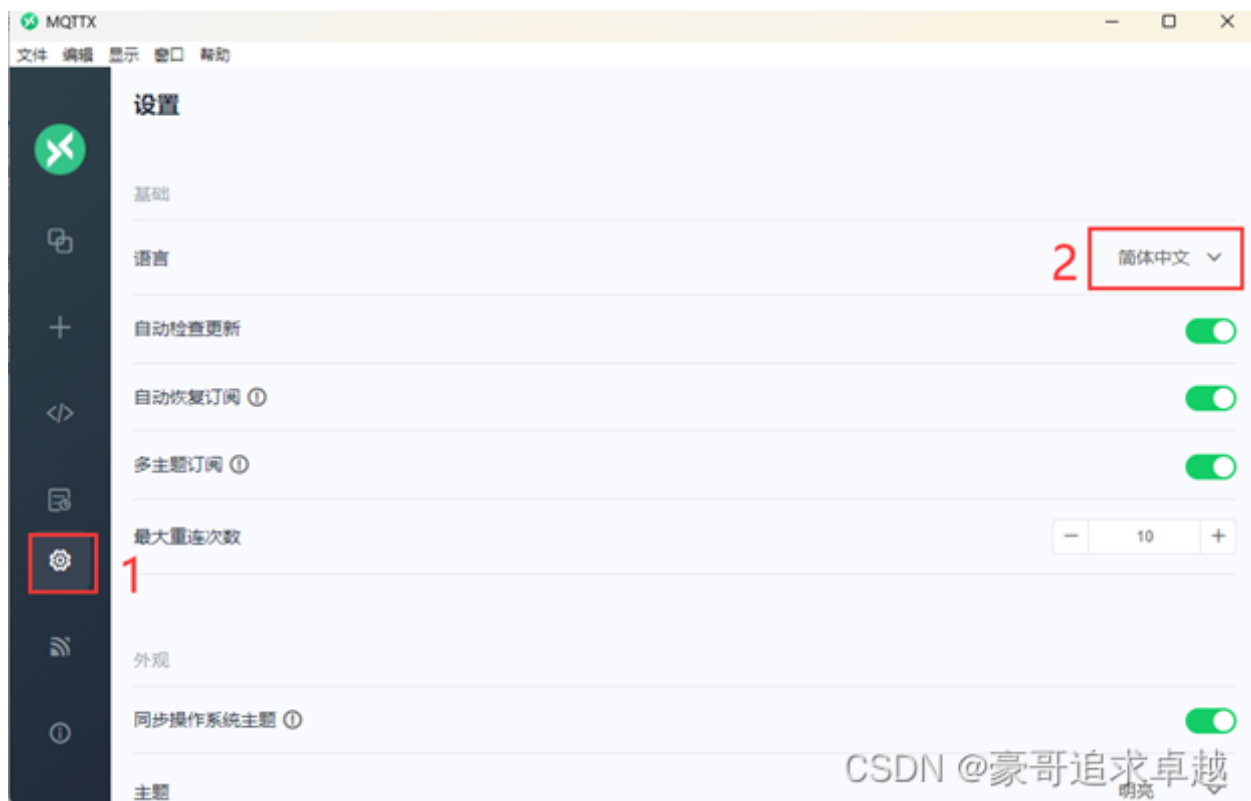 MQTTX
文件 编辑 显示 窗口 帮助
设置
基础
语言 2 简体中文
自动检查更新
自动恢复订阅
多主题订阅
最大重连次数 10
1
外观
同步操作系统主题
主题 明亮
CSDN @豪哥追求卓越